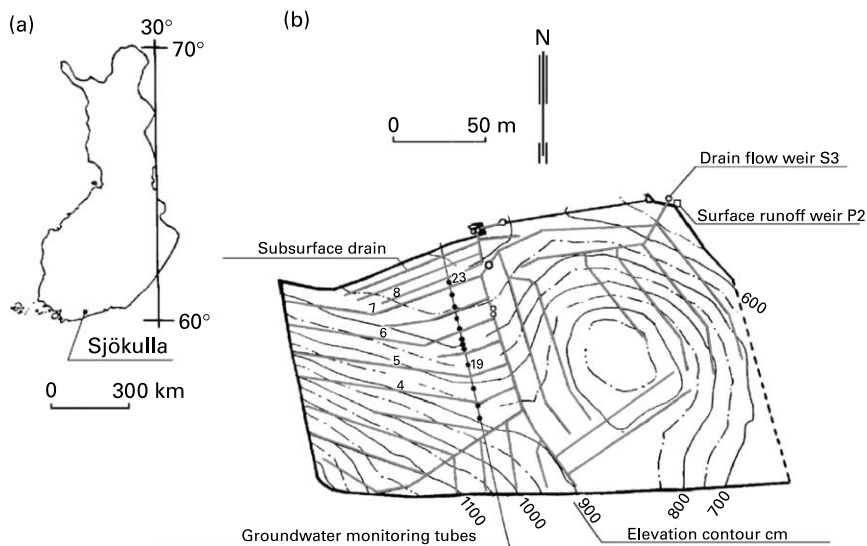 (a)
30°
70°
60°
Sjökulla
0 300 km
(b)
N
0 50 m
Drain flow weir S3
Surface runoff weir P2
Subsurface drain
23
8
7
6
5
4
19
600
1100
1000
900
800
700
Groundwater monitoring tubes
Elevation contour cm